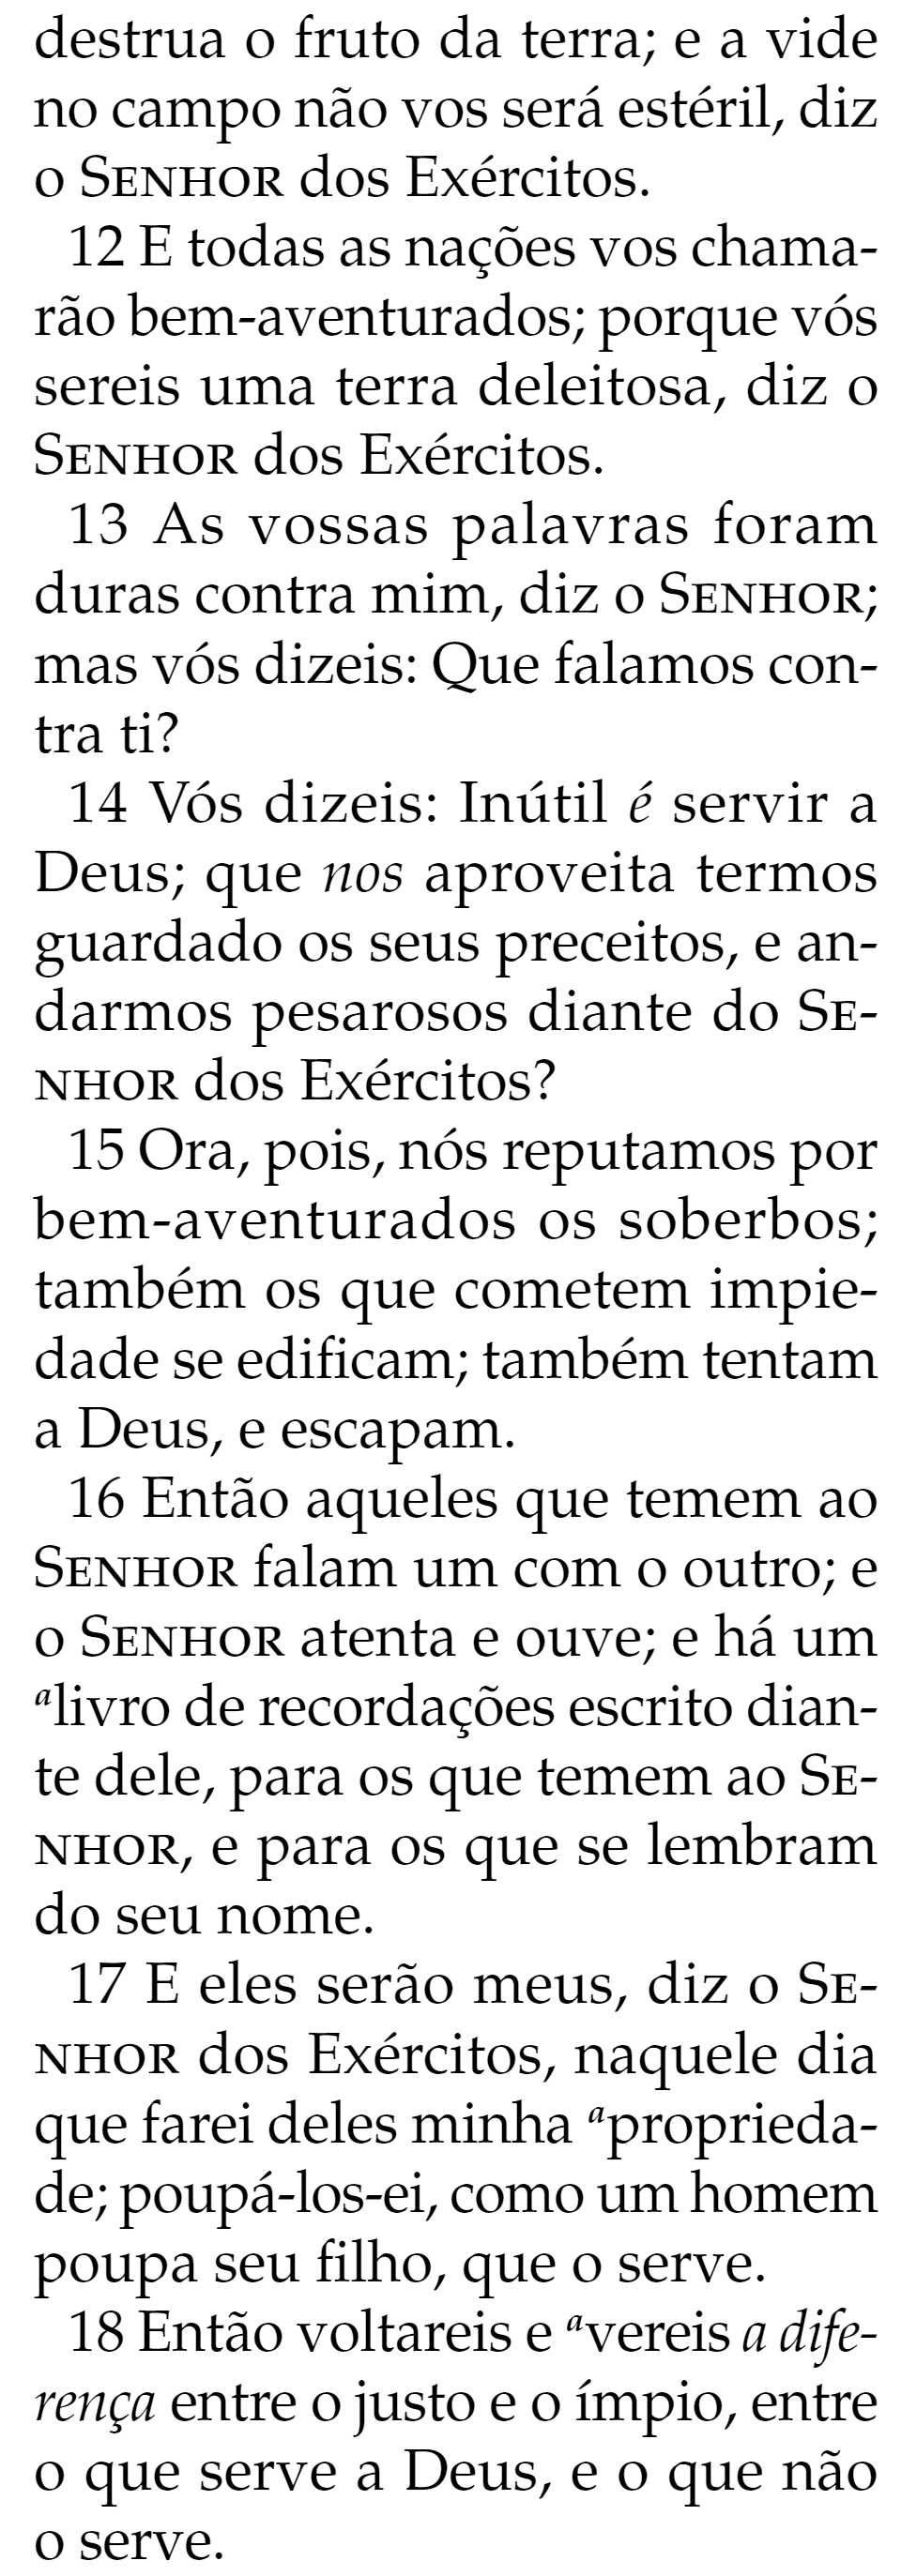 destrua o fruto da terra; e a vide
no campo não vos será estéril, diz
o SENHOR dos Exércitos.
12 E todas as nações vos chama-
rão bem-aventurados; porque vós
sereis uma terra deleitosa, diz o
SENHOR dos Exércitos.
13 As vossas palavras foram
duras contra mim, diz o SENHOR;
mas vós dizeis: Que falamos con-
tra ti?
14 Vós dizeis: Inútil é servir a
Deus; que nos aproveita termos
guardado os seus preceitos, e an-
darmos pesarosos diante do SE-
NHOR dos Exércitos?
15 Ora, pois, nós reputamos por
bem-aventurados os soberbos;
também os que cometem impie-
dade se edificam; também tentam
a Deus, e escapam.
16 Então aqueles que temem ao
SENHOR falam um com o outro; e
o SENHOR atenta e ouve; e há um
ᵃlivro de recordações escrito dian-
te dele, para os que temem ao SE-
NHOR, e para os que se lembram
do seu nome.
17 E eles serão meus, diz o SE-
NHOR dos Exércitos, naquele dia
que farei deles minha ᵃproprieda-
de; poupá-los-ei, como um homem
poupa seu filho, que o serve.
18 Então voltareis e ᵃvereis a dife-
rença entre o justo e o ímpio, entre
o que serve a Deus, e o que não
o serve.